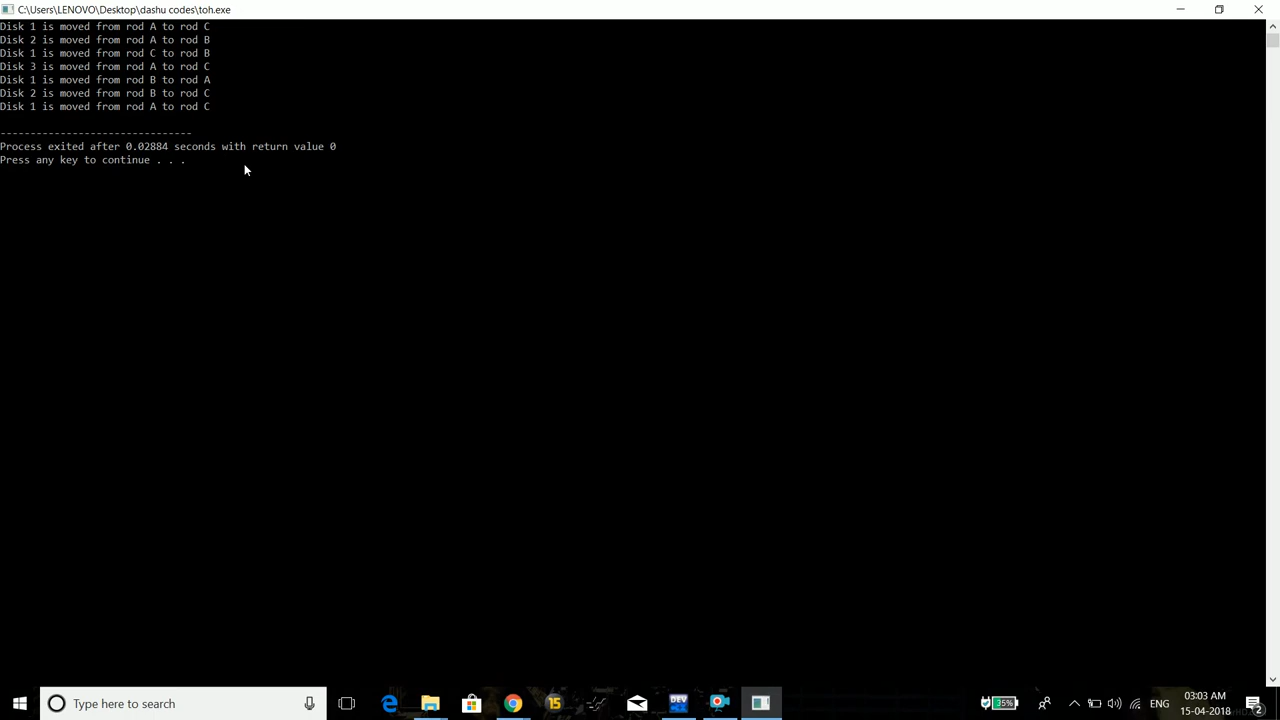 C:\Users\LENOVO\Desktop\dashu codes\toh.exe
Disk 1 is moved from rod A to rod C
Disk 2 is moved from rod A to rod B
Disk 1 is moved from rod C to rod B
Disk 3 is moved from rod A to rod C
Disk 1 is moved from rod B to rod A
Disk 2 is moved from rod B to rod C
Disk 1 is moved from rod A to rod C
--------------------------------
Process exited after 0.02884 seconds with return value 0
Press any key to continue . . .
Type here to search
15
DEV
35%
ENG
03:03 AM
15-04-2018
2